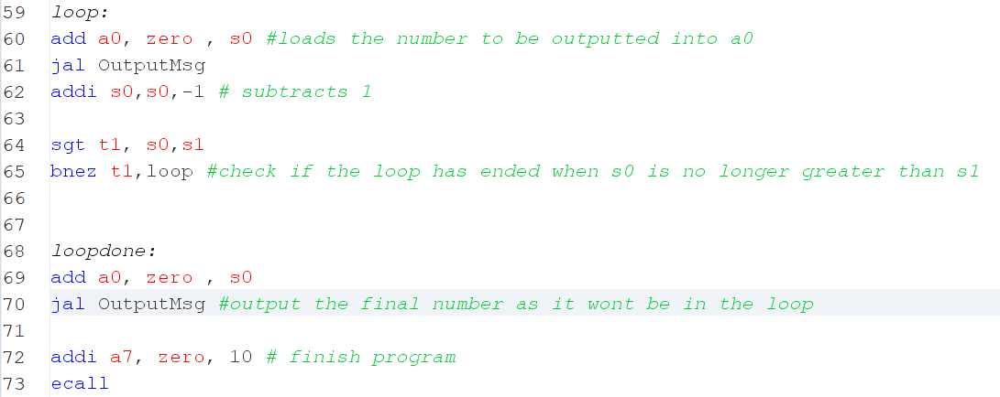 59 loop:
60 add a0, zero , s0 #loads the number to be outputted into a0
61 jal OutputMsg
62 addi s0,s0,-1 # subtracts 1
63
64 sgt t1, s0,s1
65 bnez t1,loop #check if the loop has ended when s0 is no longer greater than s1
66
67
68 loopdone:
69 add a0, zero , s0
70 jal OutputMsg #output the final number as it wont be in the loop
71
72 addi a7, zero, 10 # finish program
73 ecall